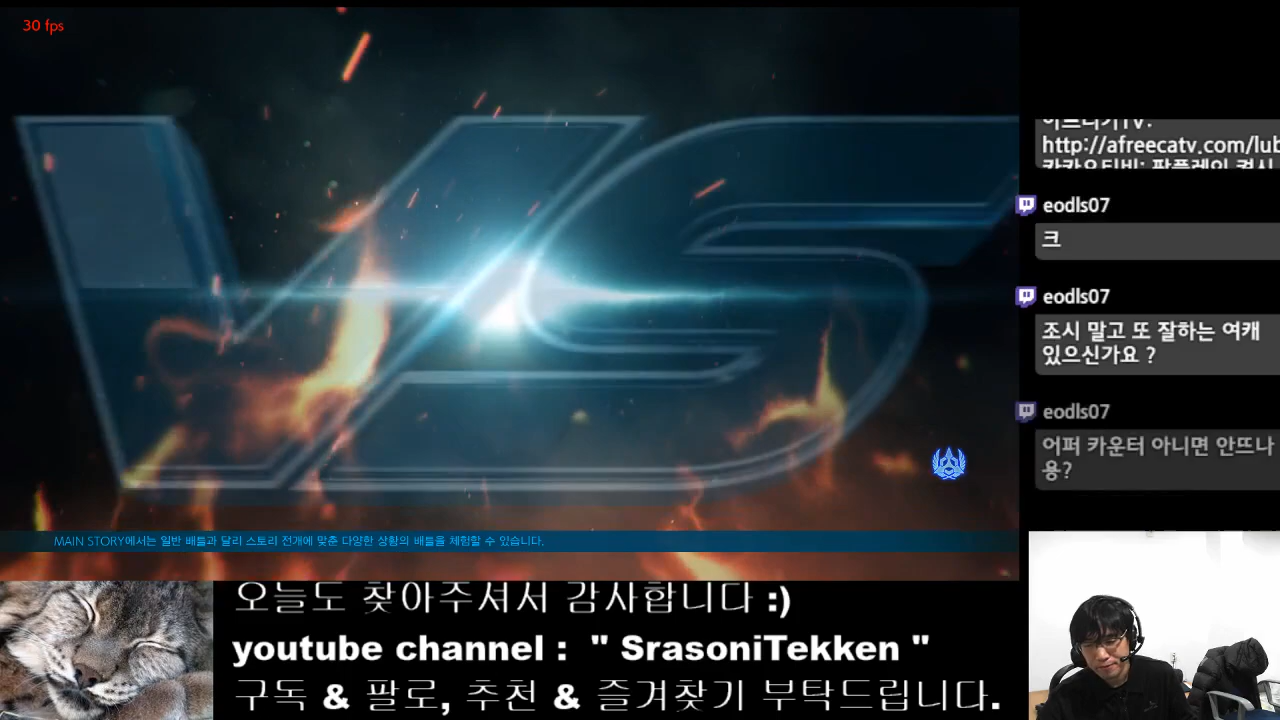 30 fps
http://afreecatv.com/lub
eodls07
크
eodls07
조시 말고 또 잘하는 여캐
있으신가요 ?
eodls07
어퍼 카운터 아니면 안뜨나
용?
VS
MAIN STORY에서는 일반 배틀과 달리 스토리 전개에 맞춘 다양한 상황의 배틀을 체험할 수 있습니다.
오늘도 찾아주셔서 감사합니다 :)
youtube channel : " SrasoniTekken "
구독 & 팔로, 추천 & 즐겨찾기 부탁드립니다.